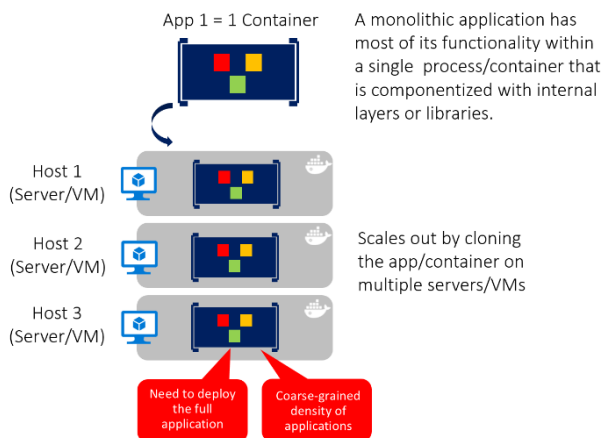 App 1 = 1 Container
A monolithic application has
most of its functionality within
a single process/container that
is componentized with internal
layers or libraries.
Host 1
(Server/VM)
Host 2
(Server/VM)
Scales out by cloning
the app/container on
multiple servers/VMs
Host 3
(Server/VM)
Need to deploy
the full
application
Coarse-grained
density of
applications